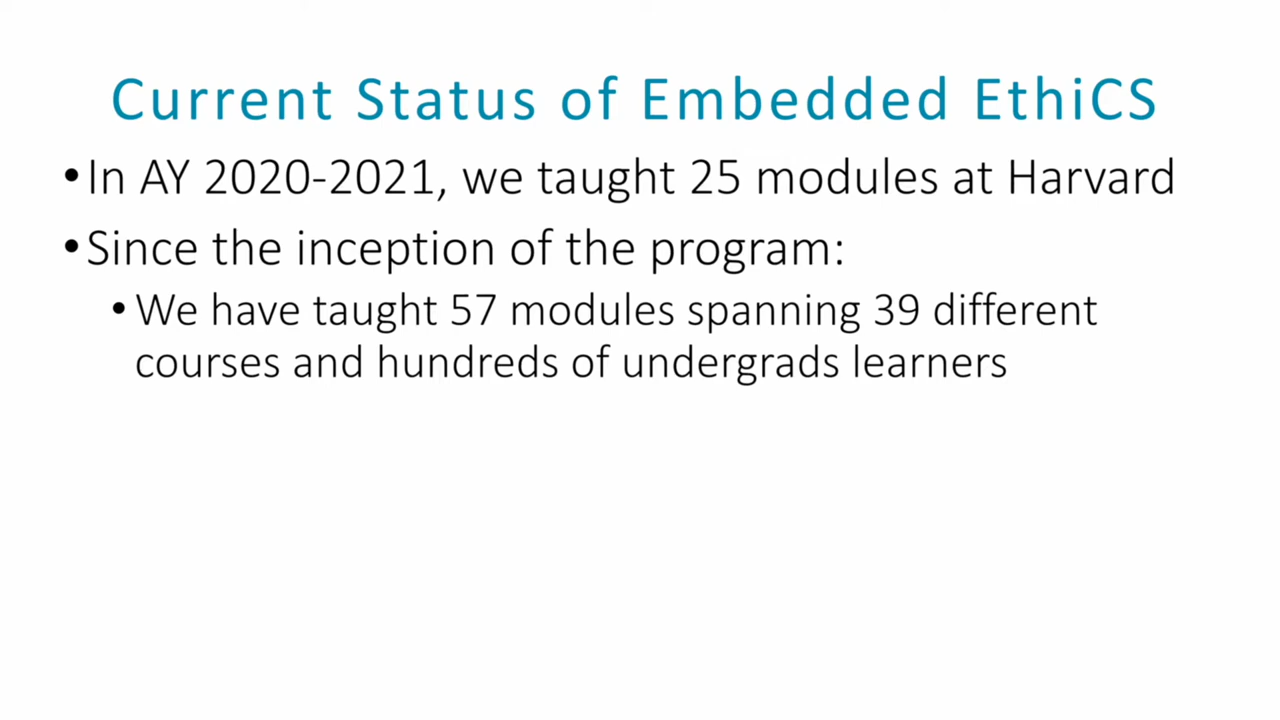 Current Status of Embedded EthiCS
•In AY 2020-2021, we taught 25 modules at Harvard
•Since the inception of the program:
•We have taught 57 modules spanning 39 different
courses and hundreds of undergrads learners